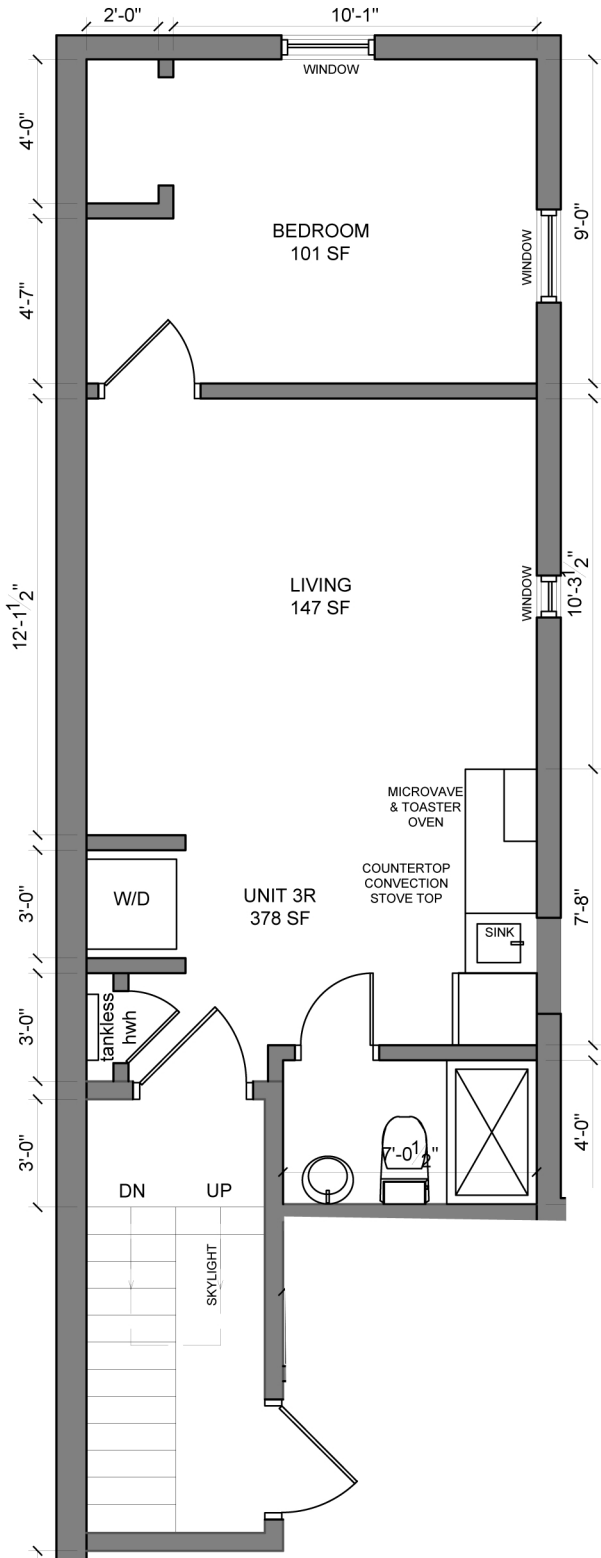 2'-0"
10'-1"
WINDOW
4'-0"
BEDROOM
101 SF
WINDOW
9'-0"
4'-7"
LIVING
147 SF
WINDOW
10'-3 1/2"
12'-1 1/2"
MICROVAVE
& TOASTER
OVEN
COUNTERTOP
CONVECTION
STOVE TOP
W/D
UNIT 3R
378 SF
SINK
3'-0"
7'-8"
3'-0"
tankless
hwh
3'-0"
7'-0 1/2"
4'-0"
DN
UP
SKYLIGHT